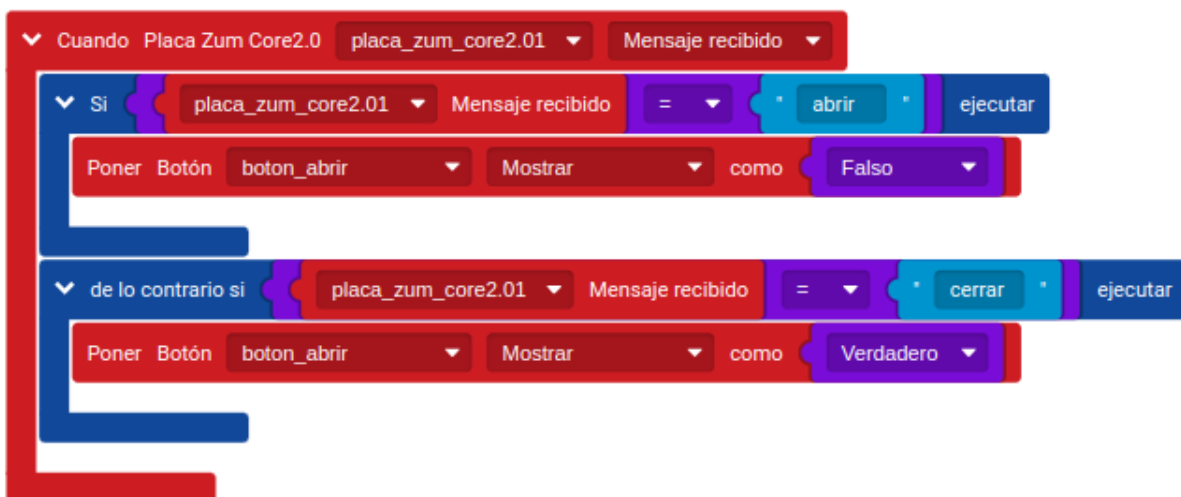 Cuando Placa Zum Core2.0 placa_zum_core2.01 Mensaje recibido
Si placa_zum_core2.01 Mensaje recibido = " abrir " ejecutar
Poner Botón boton_abrir Mostrar como Falso
de lo contrario si placa_zum_core2.01 Mensaje recibido = " cerrar " ejecutar
Poner Botón boton_abrir Mostrar como Verdadero